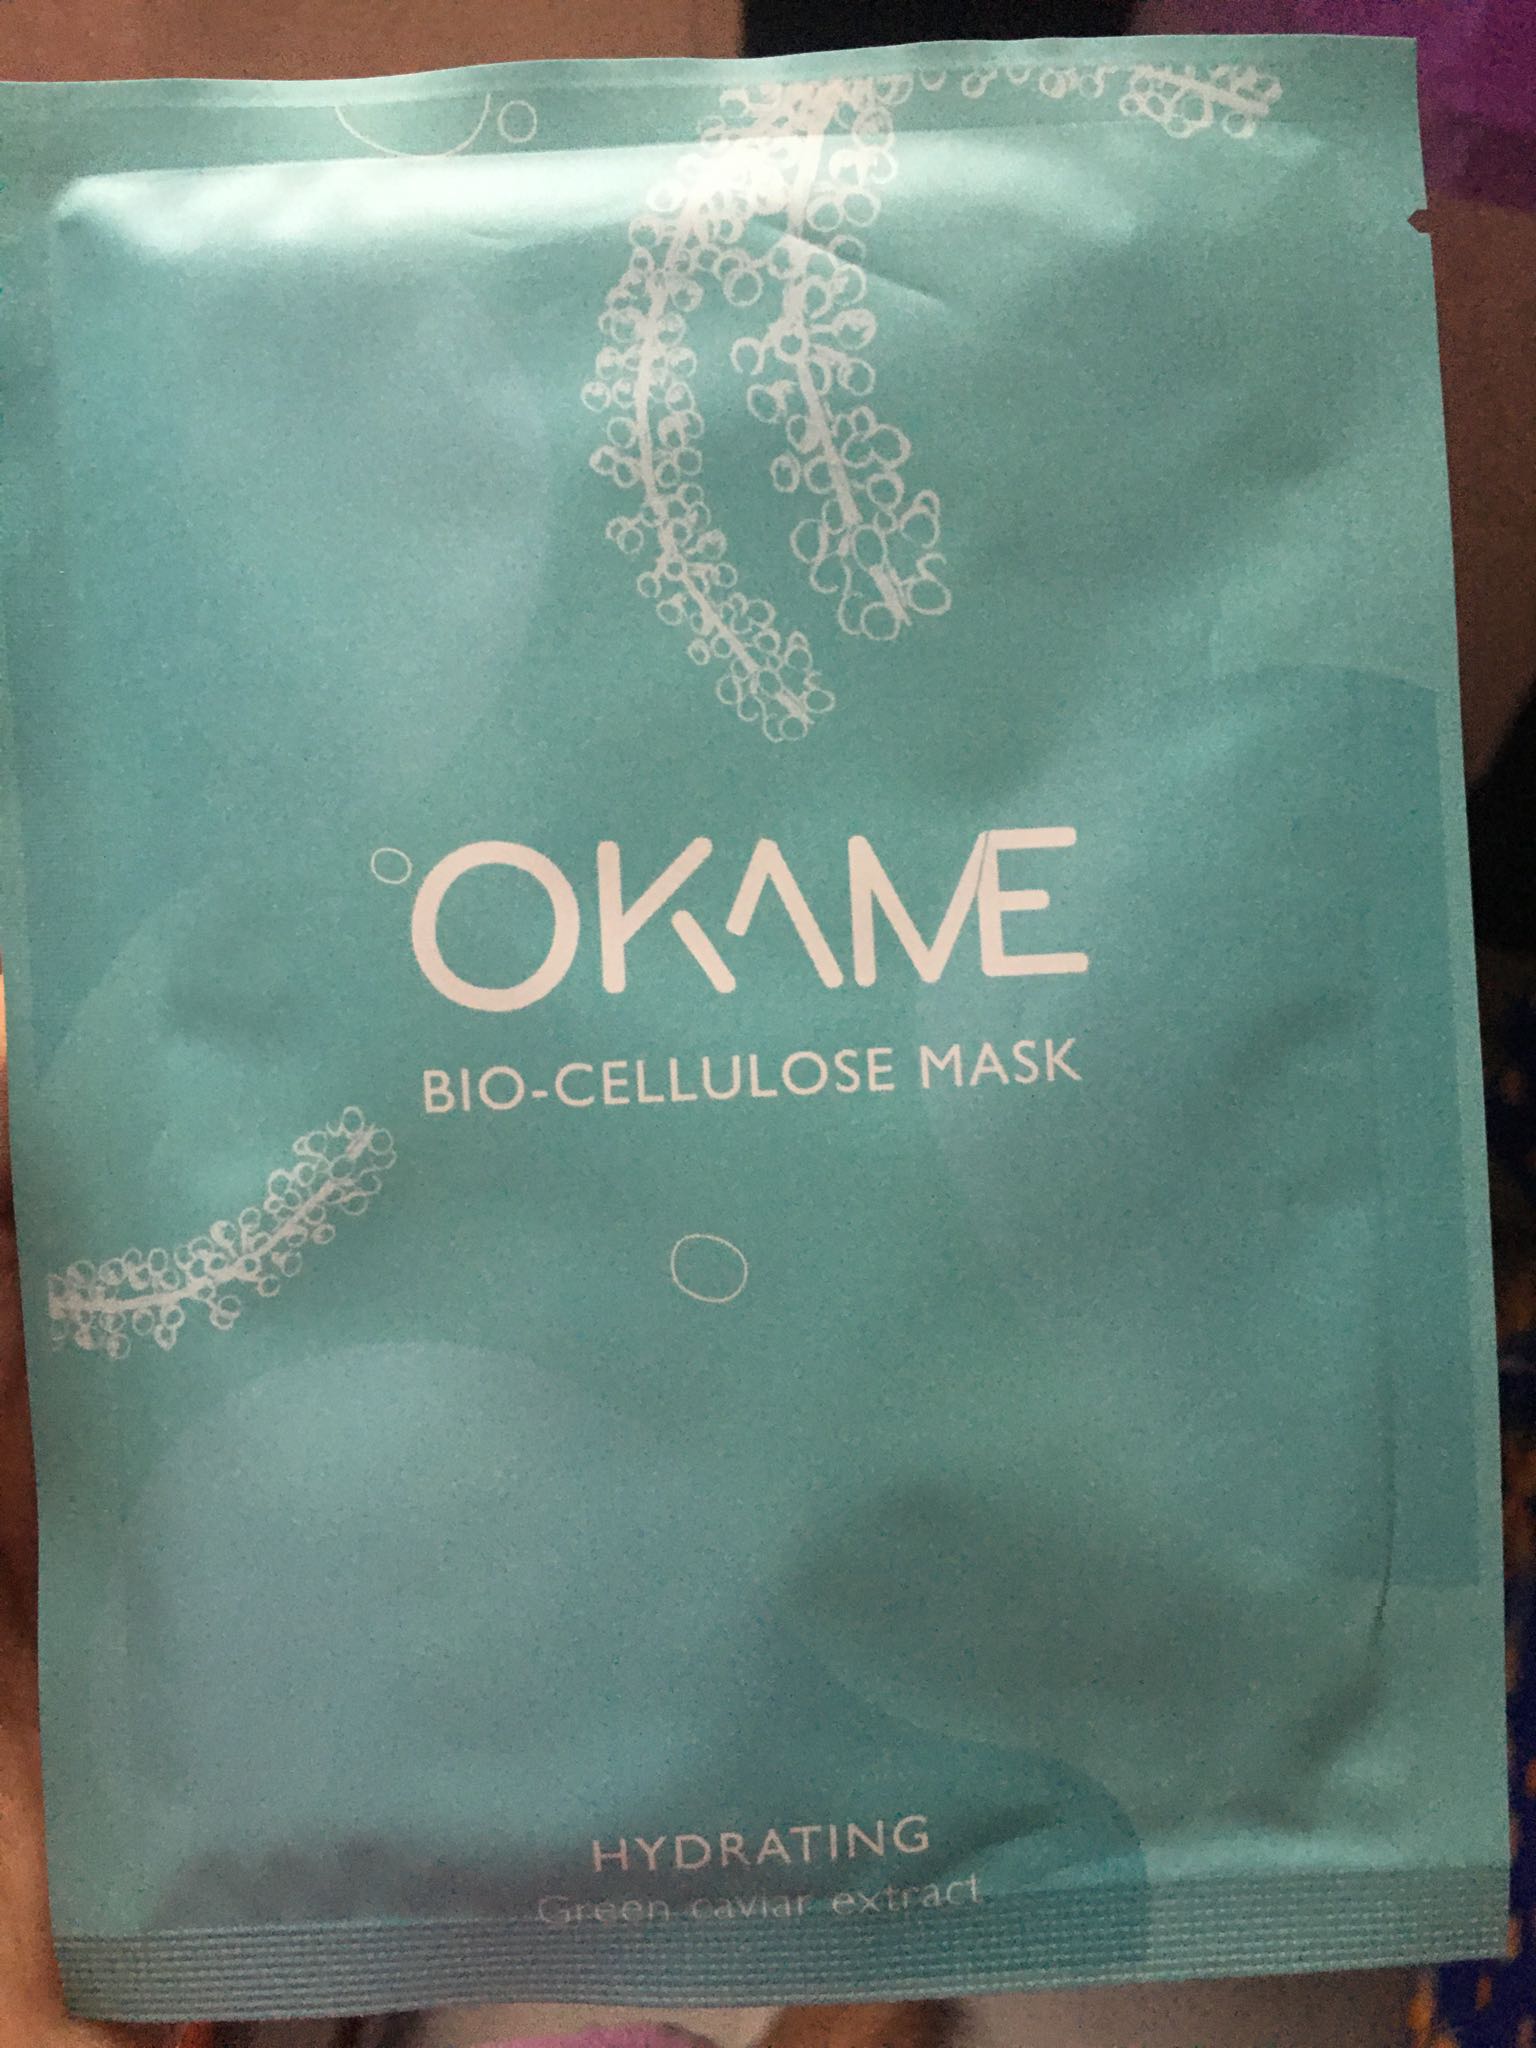 OKAME
BIO-CELLULOSE MASK
HYDRATING
Green caviar extract